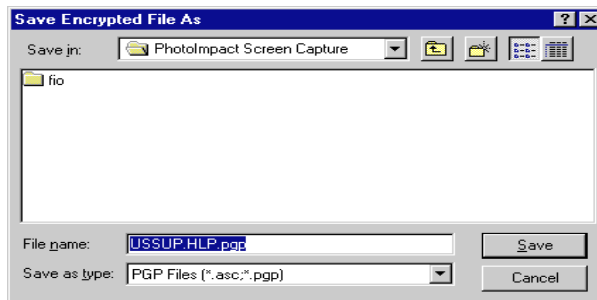 Save Encrypted File As
Save in: PhotoImpact Screen Capture
fio
File name: USSUP.HLP.pgp Save
Save as type: PGP Files (*.asc;*.pgp) Cancel